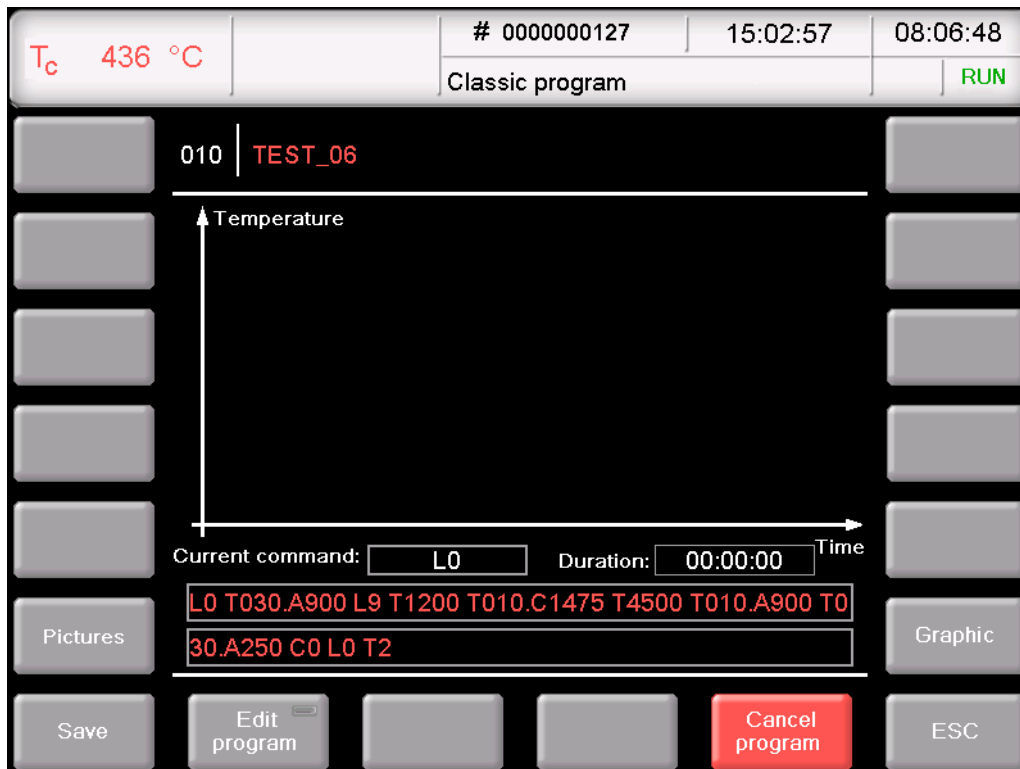 Tc 436 °C
# 0000000127
15:02:57
08:06:48
Classic program
RUN
010 TEST_06
Temperature
Time
Current command: L0 Duration: 00:00:00
L0 T030.A900 L9 T1200 T010.C1475 T4500 T010.A900 T0
30.A250 C0 L0 T2
Pictures
Graphic
Save
Edit
program
Cancel
program
ESC